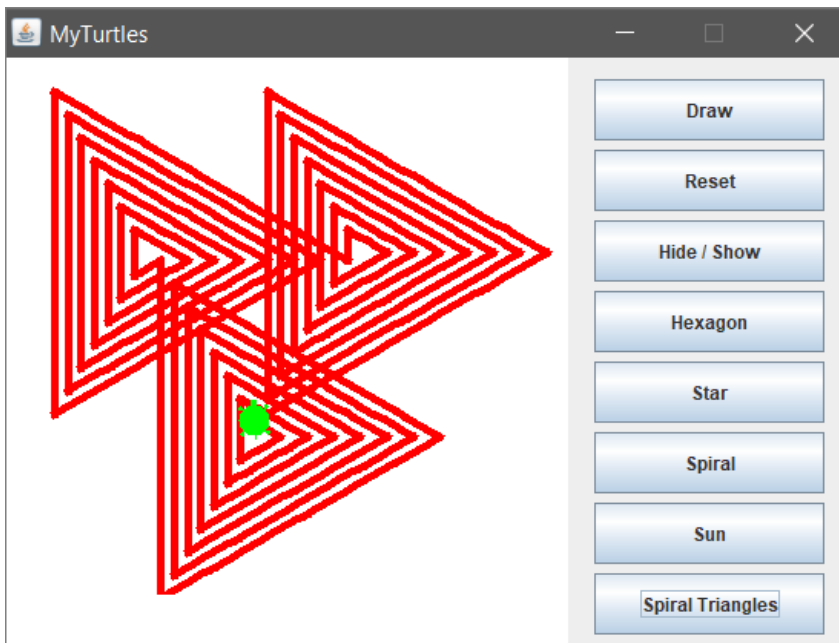 MyTurtles
Draw
Reset
Hide / Show
Hexagon
Star
Spiral
Sun
Spiral Triangles